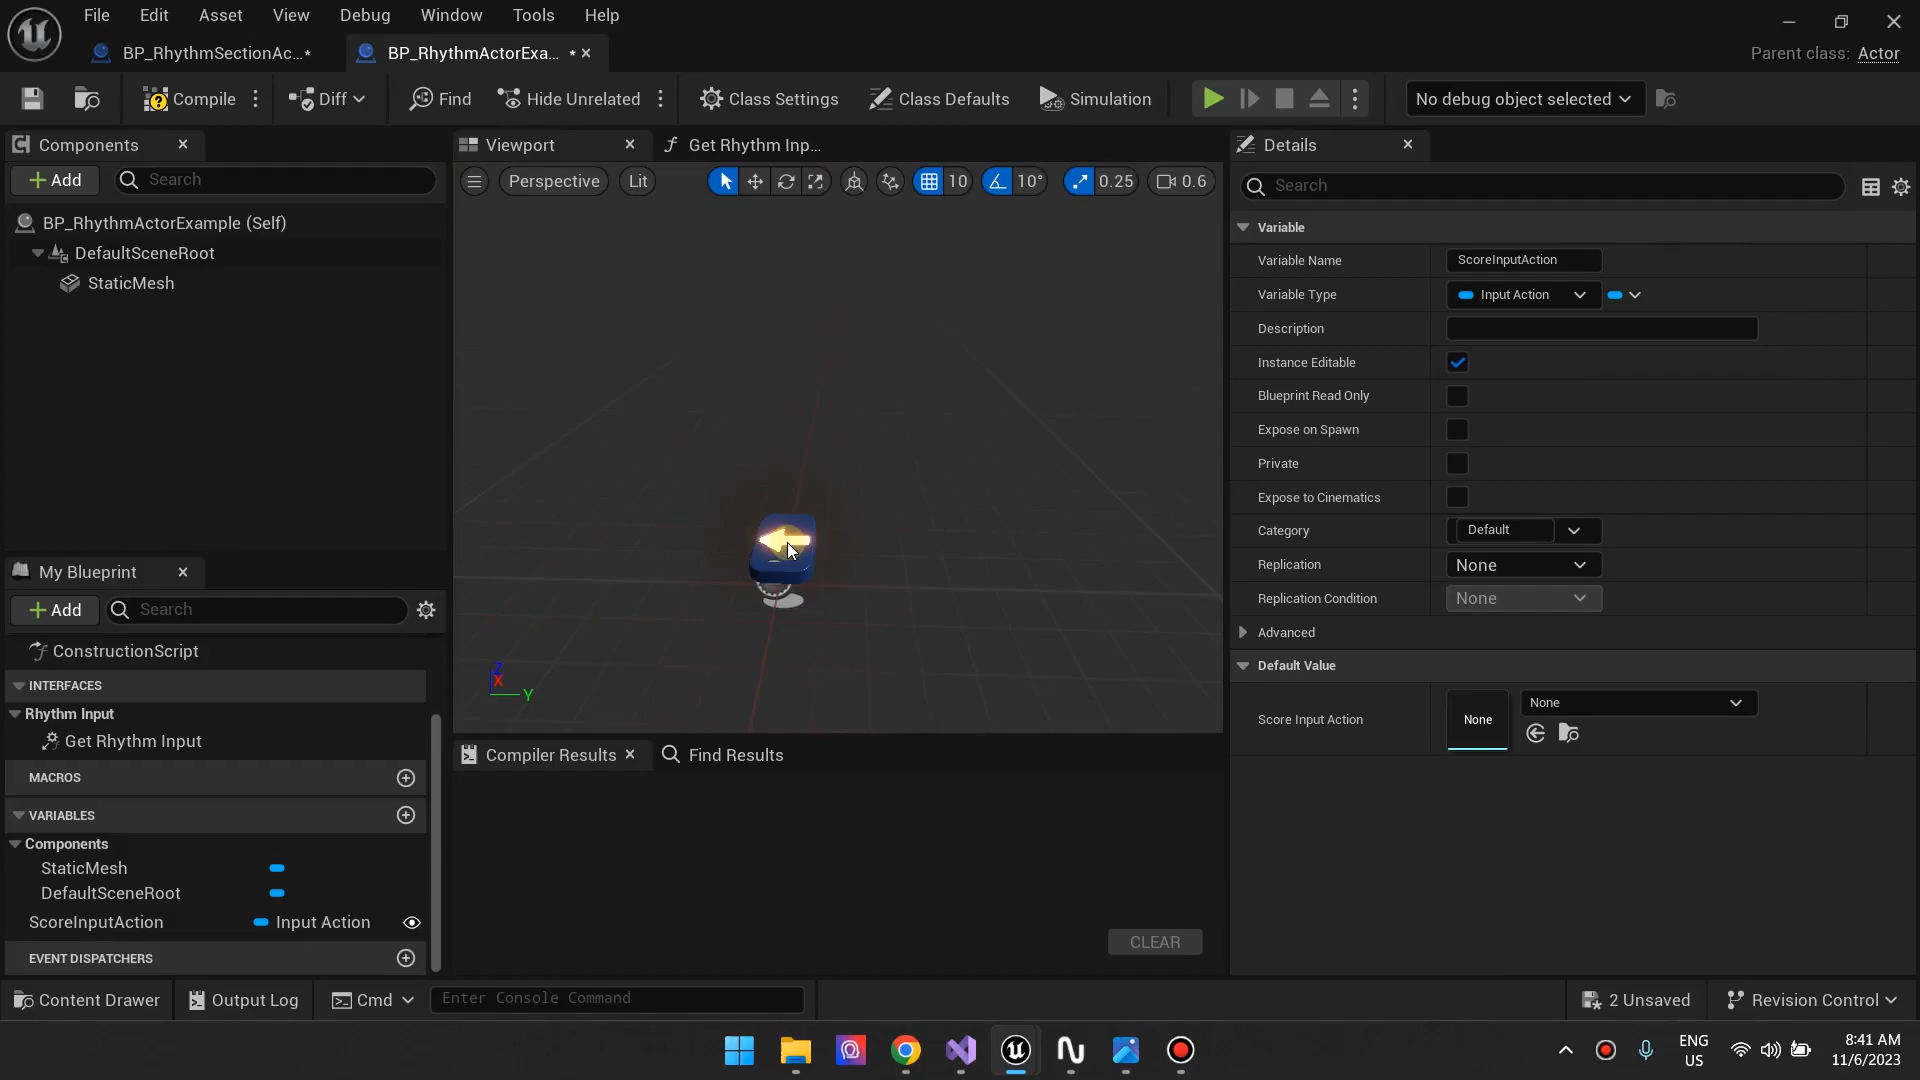 File Edit Asset View Debug Window Tools Help
BP_RhythmSectionAc...*
BP_RhythmActorExa... *
Parent class: Actor
Compile
Diff
Find
Hide Unrelated
Class Settings
Class Defaults
Simulation
No debug object selected
Components
Add
Search
BP_RhythmActorExample (Self)
DefaultSceneRoot
StaticMesh
My Blueprint
Add
Search
ConstructionScript
INTERFACES
Rhythm Input
Get Rhythm Input
MACROS
VARIABLES
Components
StaticMesh
DefaultSceneRoot
ScoreInputAction Input Action
EVENT DISPATCHERS
Viewport
Get Rhythm Inp...
Perspective
Lit
10
10°
0.25
0.6
Z
X
Y
Compiler Results
Find Results
CLEAR
Details
Search
Variable
Variable Name ScoreInputAction
Variable Type Input Action
Description
Instance Editable
Blueprint Read Only
Expose on Spawn
Private
Expose to Cinematics
Category Default
Replication None
Replication Condition None
Advanced
Default Value
Score Input Action None None
Content Drawer
Output Log
Cmd
Enter Console Command
2 Unsaved
Revision Control
ENG
US
8:41 AM
11/6/2023